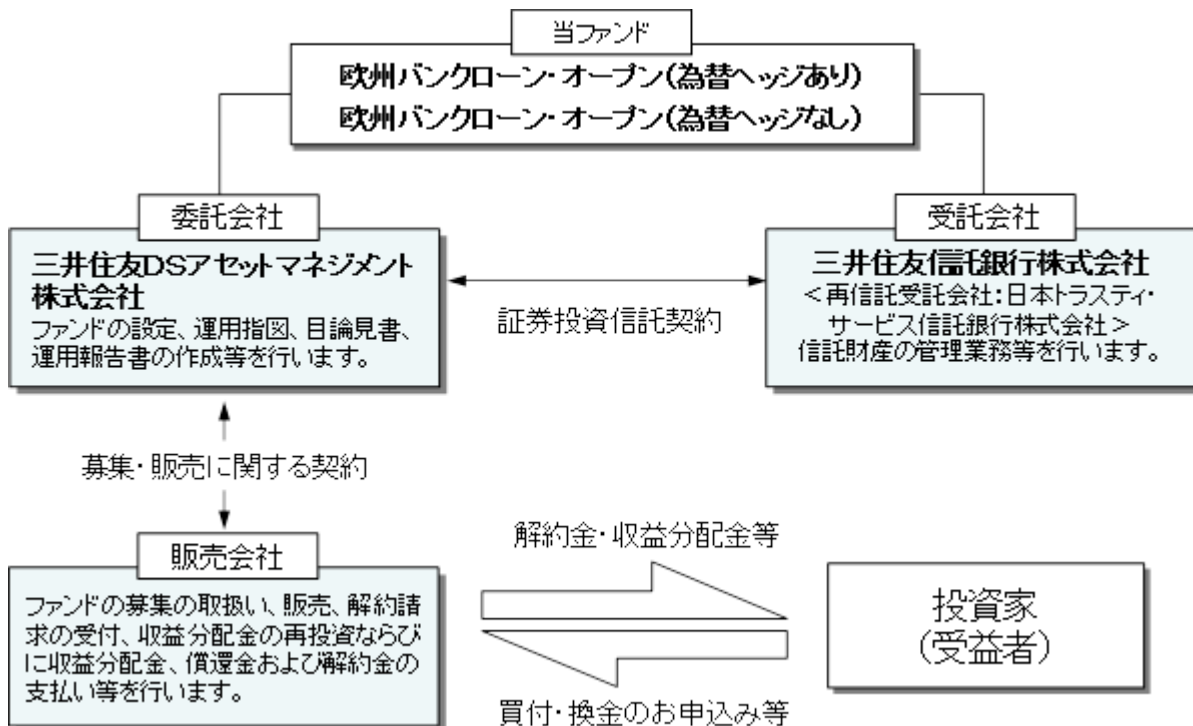 当ファンド
欧州バンクローン・オープン(為替ヘッジあり)
欧州バンクローン・オープン(為替ヘッジなし)
委託会社
三井住友DSアセットマネジメント
株式会社
ファンドの設定、運用指図、目論見書、
運用報告書の作成等を行います。
証券投資信託契約
受託会社
三井住友信託銀行株式会社
<再信託受託会社:日本トラスティ・
サービス信託銀行株式会社>
信託財産の管理業務等を行います。
募集・販売に関する契約
販売会社
ファンドの募集の取扱い、販売、解約請
求の受付、収益分配金の再投資ならび
に収益分配金、償還金および解約金の
支払い等を行います。
解約金・収益分配金等
買付・換金のお申込み等
投資家
(受益者)